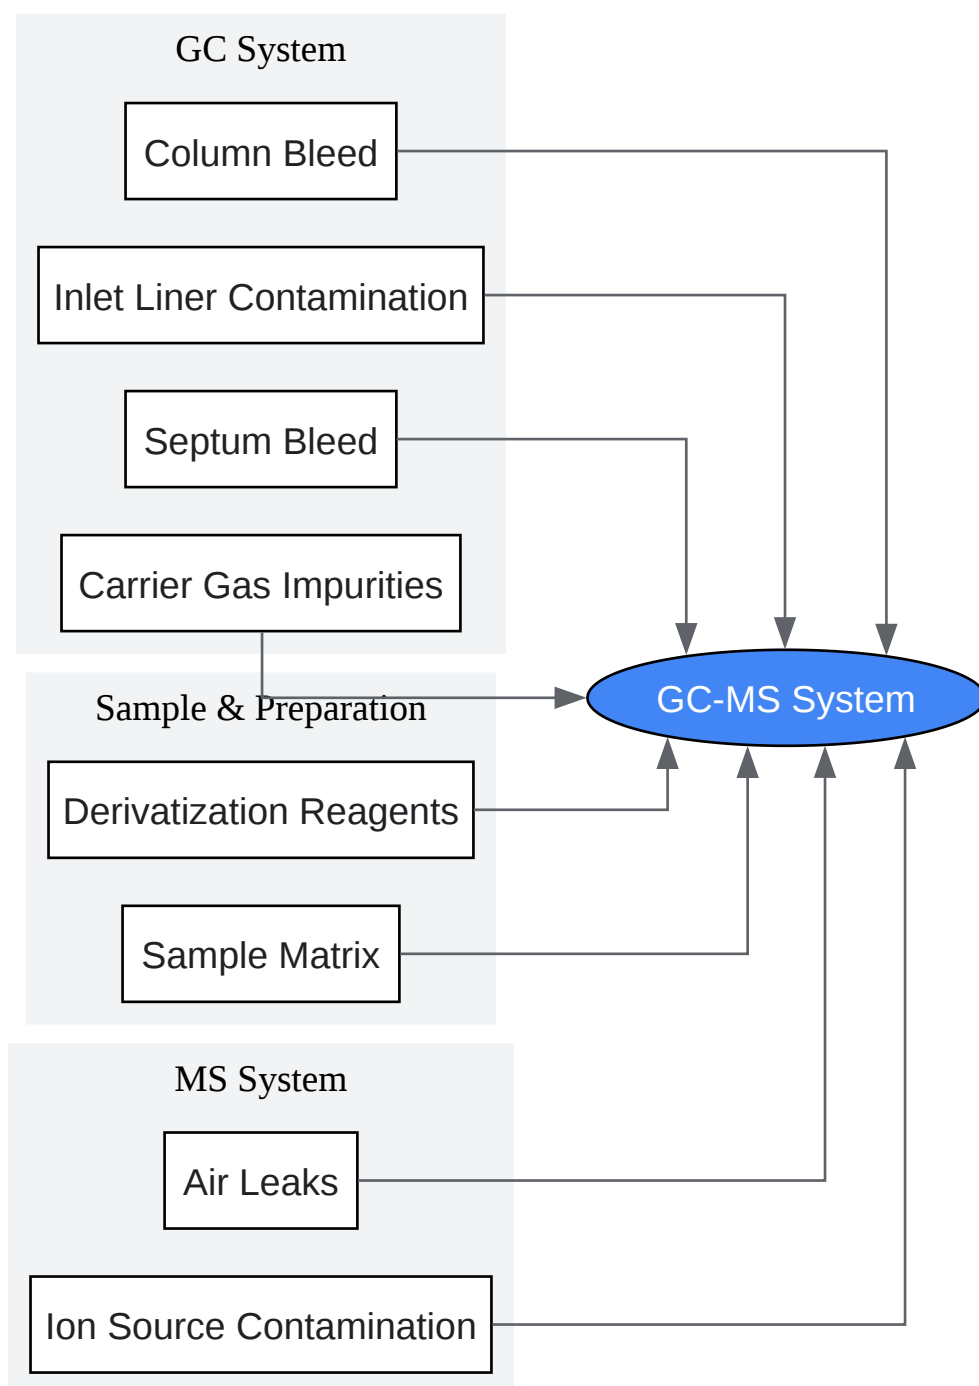 GC System
Column Bleed
Inlet Liner Contamination
Septum Bleed
Carrier Gas Impurities
GC-MS System
Sample & Preparation
Derivatization Reagents
Sample Matrix
MS System
Air Leaks
Ion Source Contamination